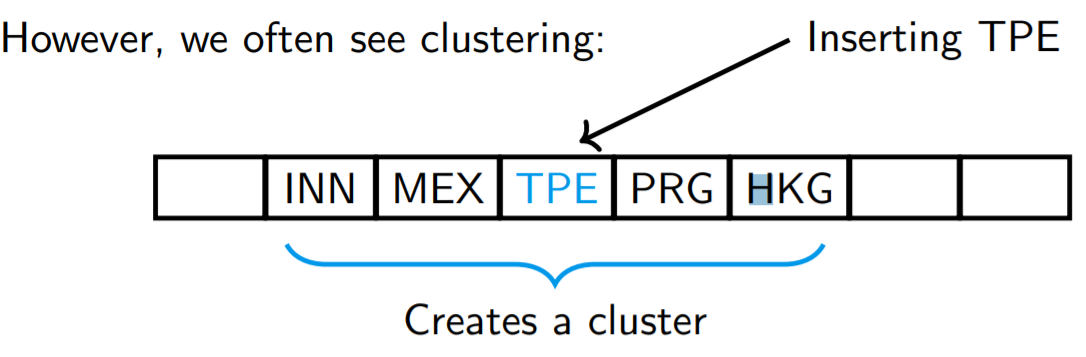 However, we often see clustering: Inserting TPE
INN MEX TPE PRG HKG
Creates a cluster